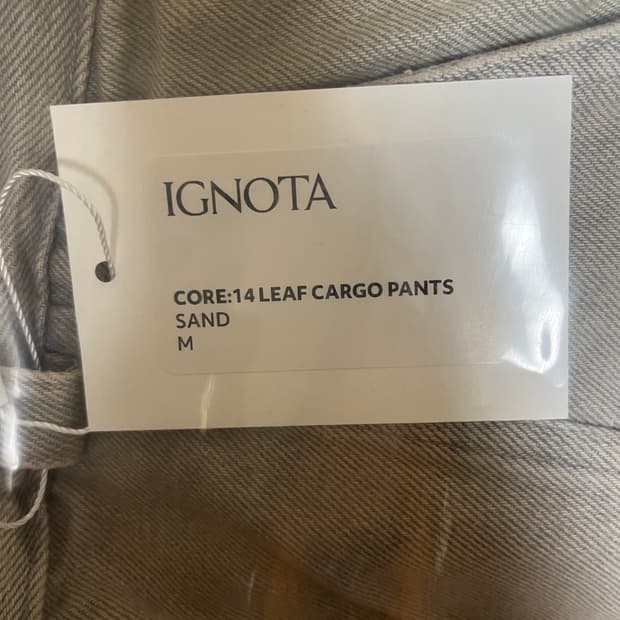 IGNOTA
CORE:14 LEAF CARGO PANTS
SAND
M